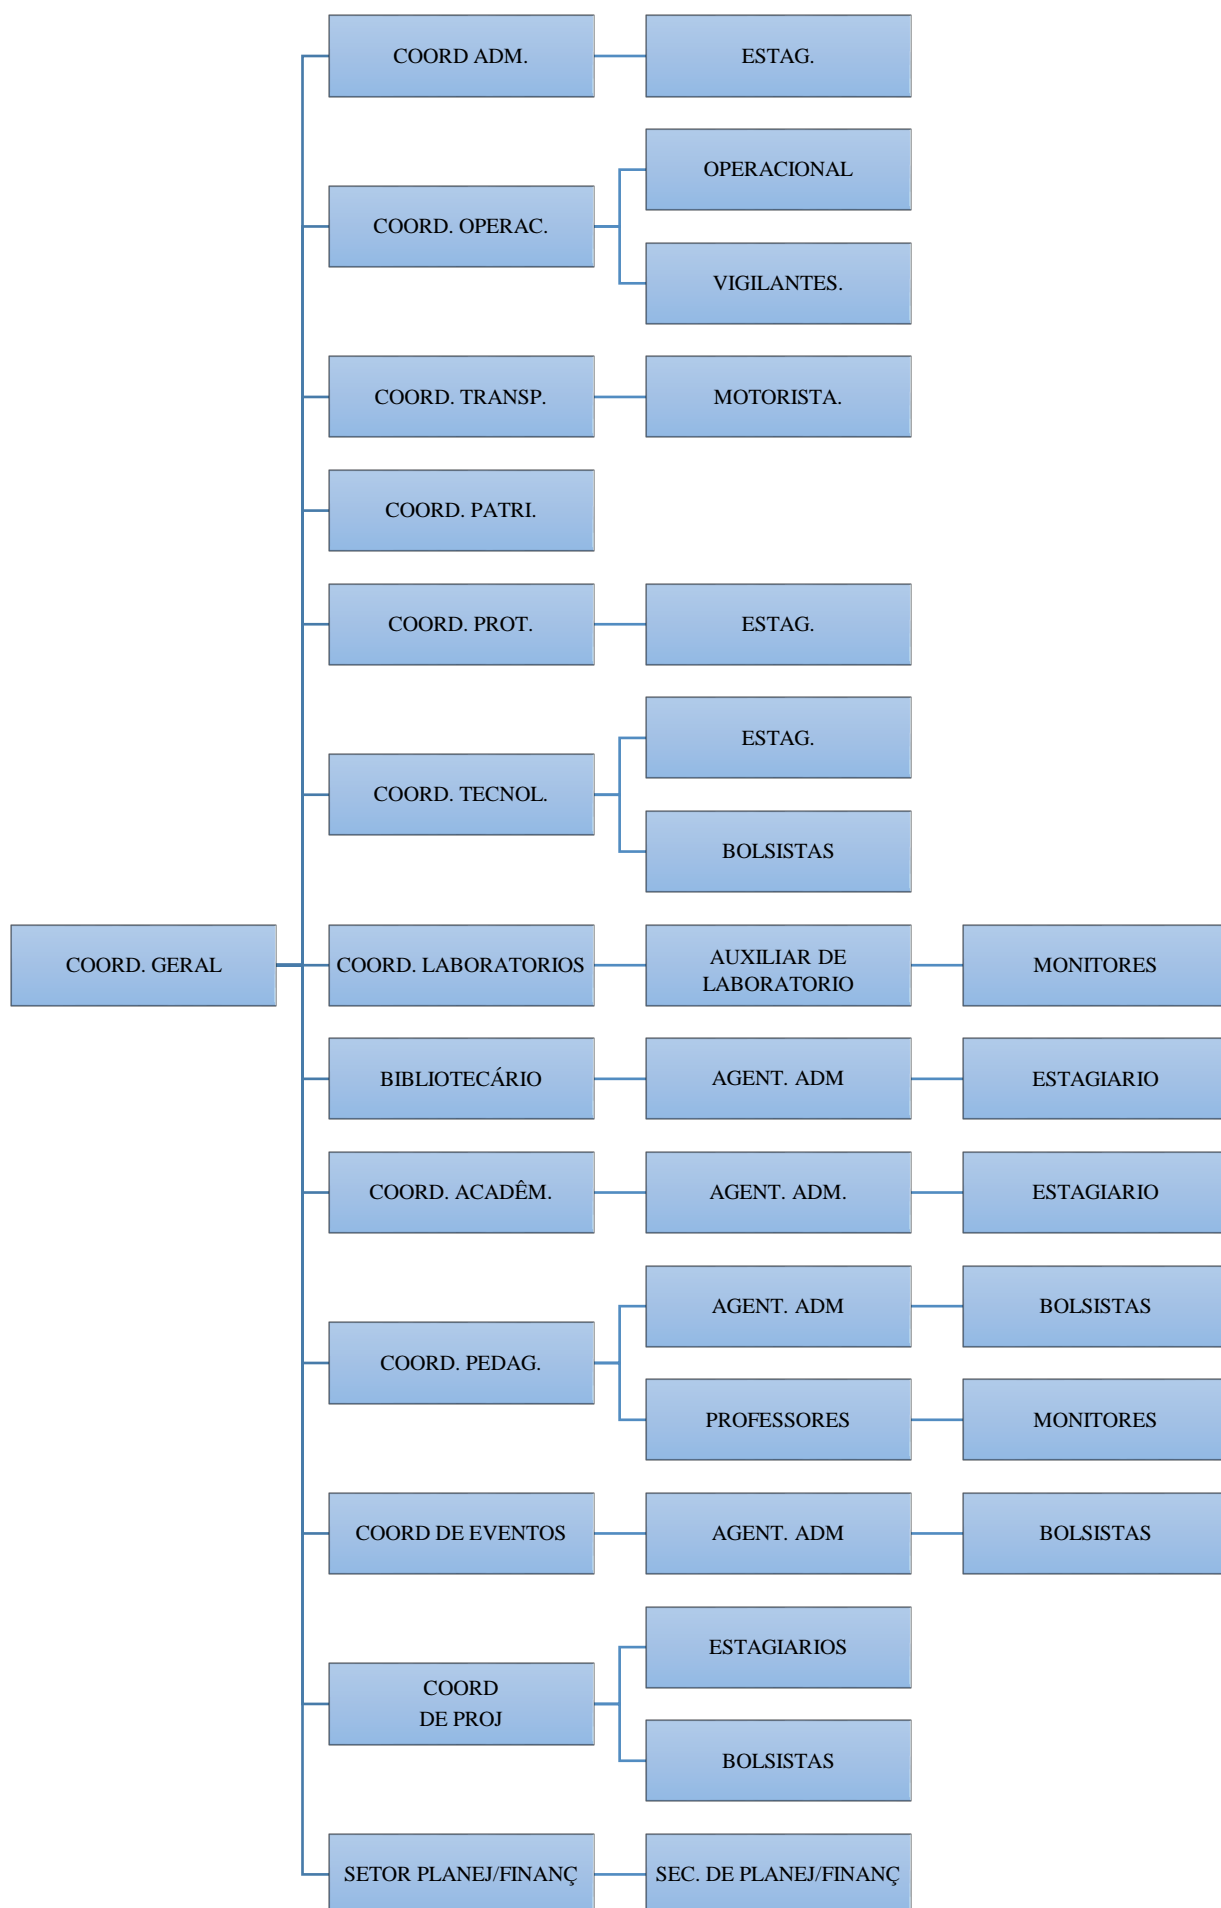 COORD ADM.
ESTAG.
OPERACIONAL
COORD. OPERAC.
VIGILANTES.
COORD. TRANSP.
MOTORISTA.
COORD. PATRI.
COORD. PROT.
ESTAG.
ESTAG.
COORD. TECNOL.
BOLSISTAS
COORD. GERAL
COORD. LABORATORIOS
AUXILIAR DE
LABORATORIO
MONITORES
BIBLIOTECÁRIO
AGENT. ADM
ESTAGIARIO
COORD. ACADÊM.
AGENT. ADM.
ESTAGIARIO
AGENT. ADM
BOLSISTAS
COORD. PEDAG.
PROFESSORES
MONITORES
COORD DE EVENTOS
AGENT. ADM
BOLSISTAS
ESTAGIARIOS
COORD
DE PROJ
BOLSISTAS
SETOR PLANEJ/FINANÇ
SEC. DE PLANEJ/FINANÇ